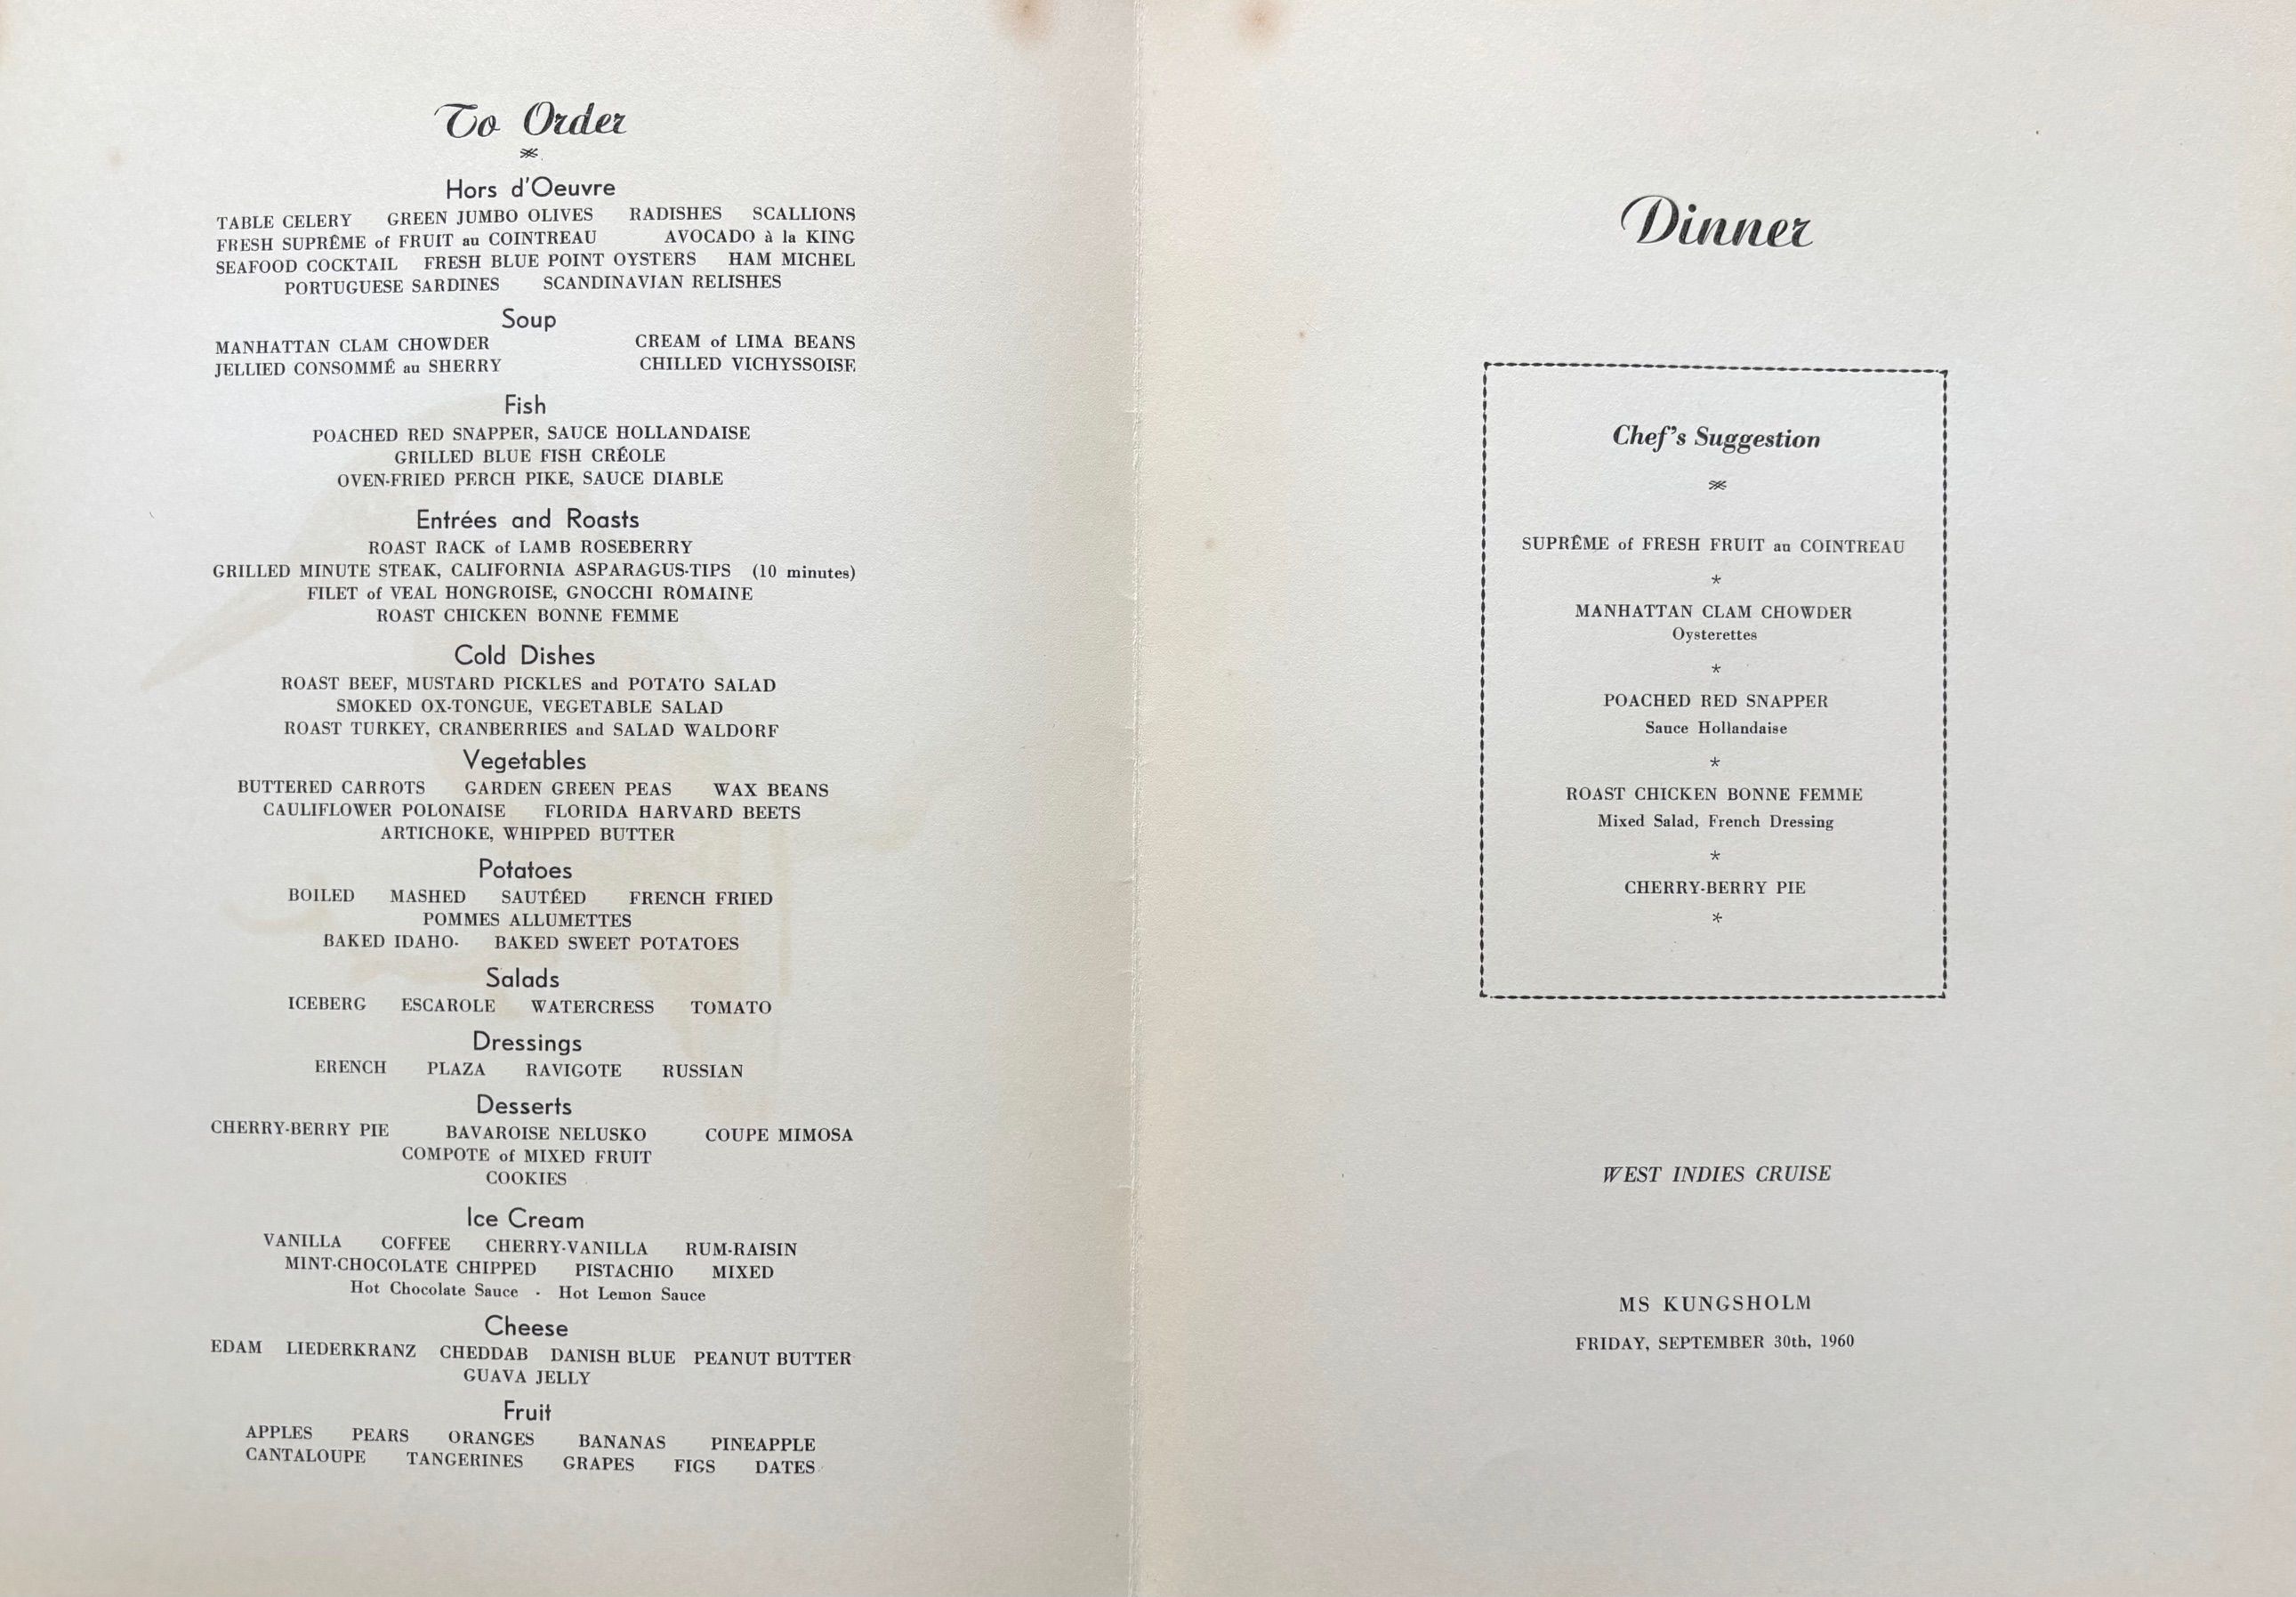 To Order
Hors d'Oeuvre
TABLE CELERY GREEN JUMBO OLIVES RADISHES SCALLIONS
FRESH SUPRÊME of FRUIT au COINTREAU AVOCADO à la KING
SEAFOOD COCKTAIL FRESH BLUE POINT OYSTERS HAM MICHEL
PORTUGUESE SARDINES SCANDINAVIAN RELISHES
Soup
MANHATTAN CLAM CHOWDER CREAM of LIMA BEANS
JELLIED CONSOMMÉ au SHERRY CHILLED VICHYSSOISE
Fish
POACHED RED SNAPPER, SAUCE HOLLANDAISE
GRILLED BLUE FISH CRÉOLE
OVEN-FRIED PERCH PIKE, SAUCE DIABLE
Entrées and Roasts
ROAST RACK of LAMB ROSEBERRY
GRILLED MINUTE STEAK, CALIFORNIA ASPARAGUS-TIPS (10 minutes)
FILET of VEAL HONGROISE, GNOCCHI ROMAINE
ROAST CHICKEN BONNE FEMME
Cold Dishes
ROAST BEEF, MUSTARD PICKLES and POTATO SALAD
SMOKED OX-TONGUE, VEGETABLE SALAD
ROAST TURKEY, CRANBERRIES and SALAD WALDORF
Vegetables
BUTTERED CARROTS GARDEN GREEN PEAS WAX BEANS
CAULIFLOWER POLONAISE FLORIDA HARVARD BEETS
ARTICHOKE, WHIPPED BUTTER
Potatoes
BOILED MASHED SAUTÉED FRENCH FRIED
POMMES ALLUMETTES
BAKED IDAHO· BAKED SWEET POTATOES
Salads
ICEBERG ESCAROLE WATERCRESS TOMATO
Dressings
ERENCH PLAZA RAVIGOTE RUSSIAN
Desserts
CHERRY-BERRY PIE BAVAROISE NELUSKO COUPE MIMOSA
COMPOTE of MIXED FRUIT
COOKIES
Ice Cream
VANILLA COFFEE CHERRY-VANILLA RUM-RAISIN
MINT-CHOCOLATE CHIPPED PISTACHIO MIXED
Hot Chocolate Sauce · Hot Lemon Sauce
Cheese
EDAM LIEDERKRANZ CHEDDAB DANISH BLUE PEANUT BUTTER
GUAVA JELLY
Fruit
APPLES PEARS ORANGES BANANAS PINEAPPLE
CANTALOUPE TANGERINES GRAPES FIGS DATES
Dinner
Chef's Suggestion
SUPRÊME of FRESH FRUIT au COINTREAU
*
MANHATTAN CLAM CHOWDER
Oysterettes
*
POACHED RED SNAPPER
Sauce Hollandaise
*
ROAST CHICKEN BONNE FEMME
Mixed Salad, French Dressing
*
CHERRY-BERRY PIE
*
WEST INDIES CRUISE
MS KUNGSHOLM
FRIDAY, SEPTEMBER 30th, 1960